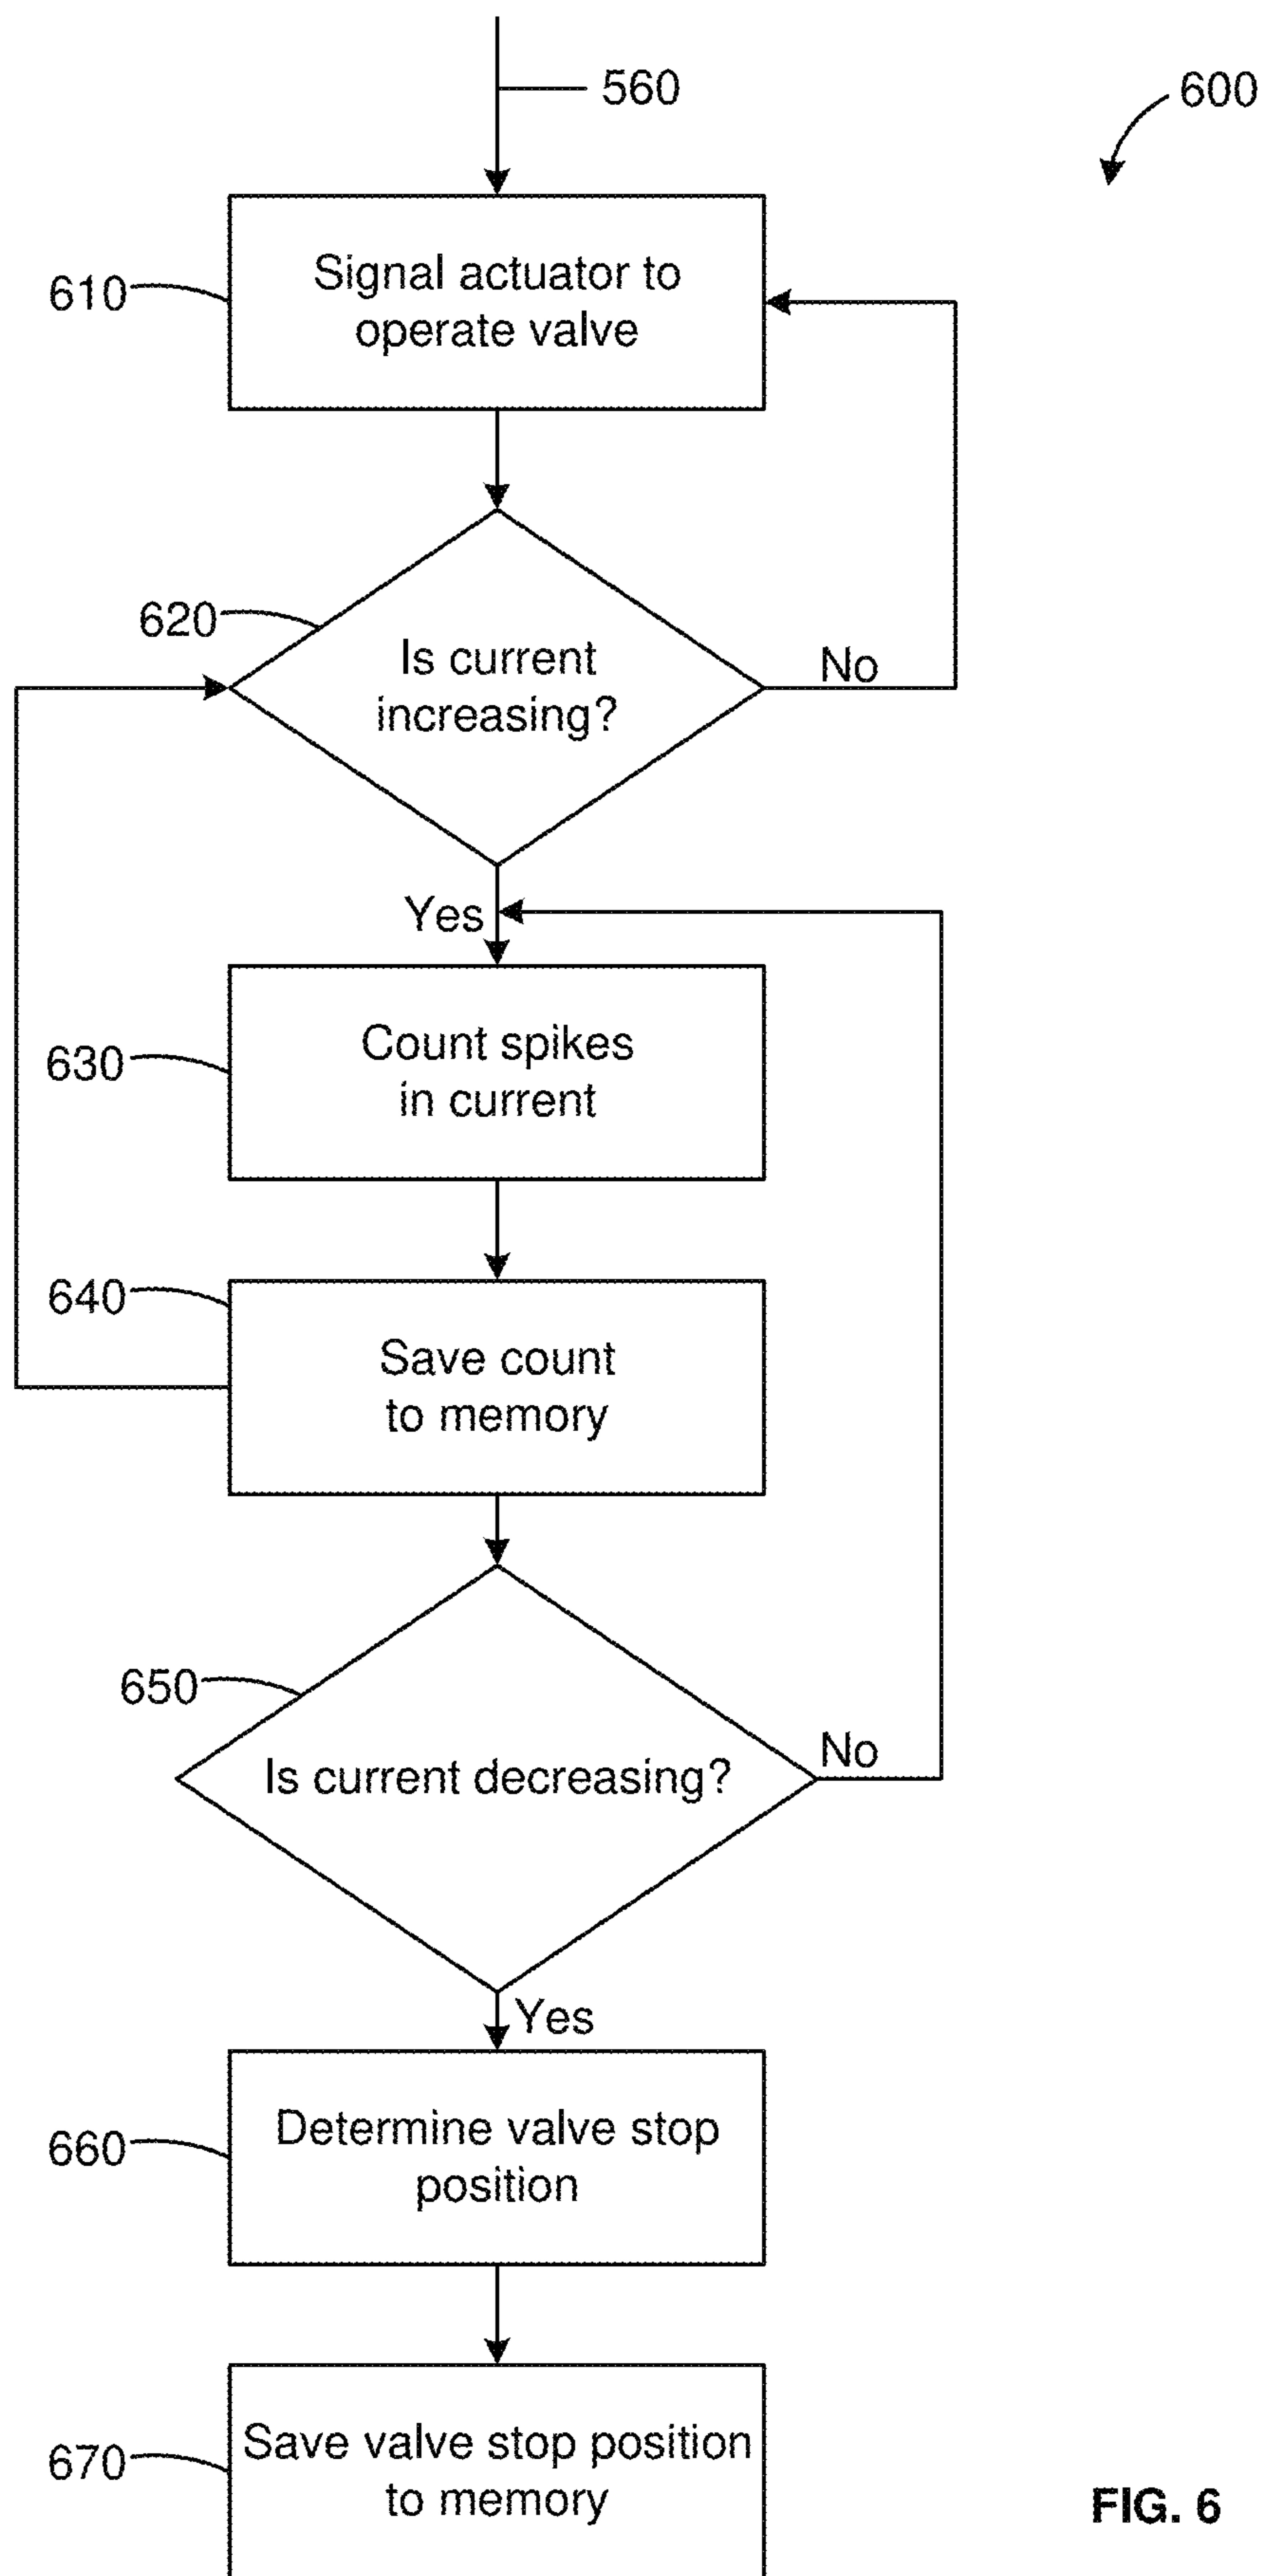 560
600
610
Signal actuator to
operate valve
620
Is current
increasing?
No
Yes
630
Count spikes
in current
640
Save count
to memory
650
Is current decreasing?
No
Yes
660
Determine valve stop
position
670
Save valve stop position
to memory
FIG. 6